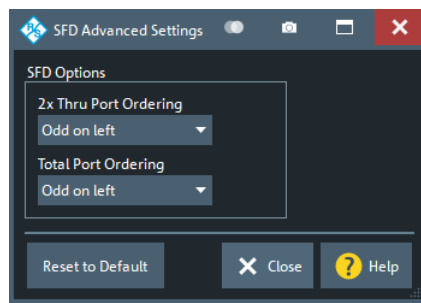 R&S
SFD Advanced Settings
SFD Options
2x Thru Port Ordering
Odd on left
Total Port Ordering
Odd on left
Reset to Default
Close
? Help